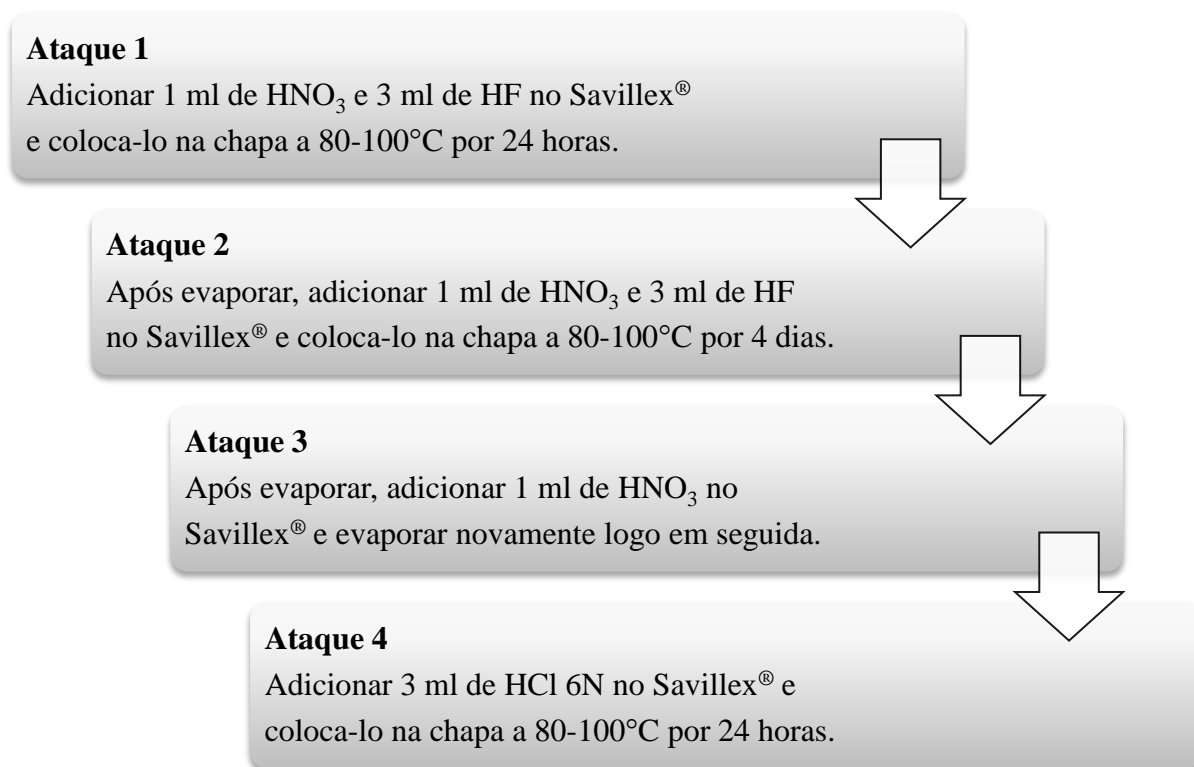 Ataque 1
Adicionar 1 ml de HNO₃ e 3 ml de HF no Savillex®
e coloca-lo na chapa a 80-100°C por 24 horas.
Ataque 2
Após evaporar, adicionar 1 ml de HNO₃ e 3 ml de HF
no Savillex® e coloca-lo na chapa a 80-100°C por 4 dias.
Ataque 3
Após evaporar, adicionar 1 ml de HNO₃ no
Savillex® e evaporar novamente logo em seguida.
Ataque 4
Adicionar 3 ml de HCl 6N no Savillex® e
coloca-lo na chapa a 80-100°C por 24 horas.